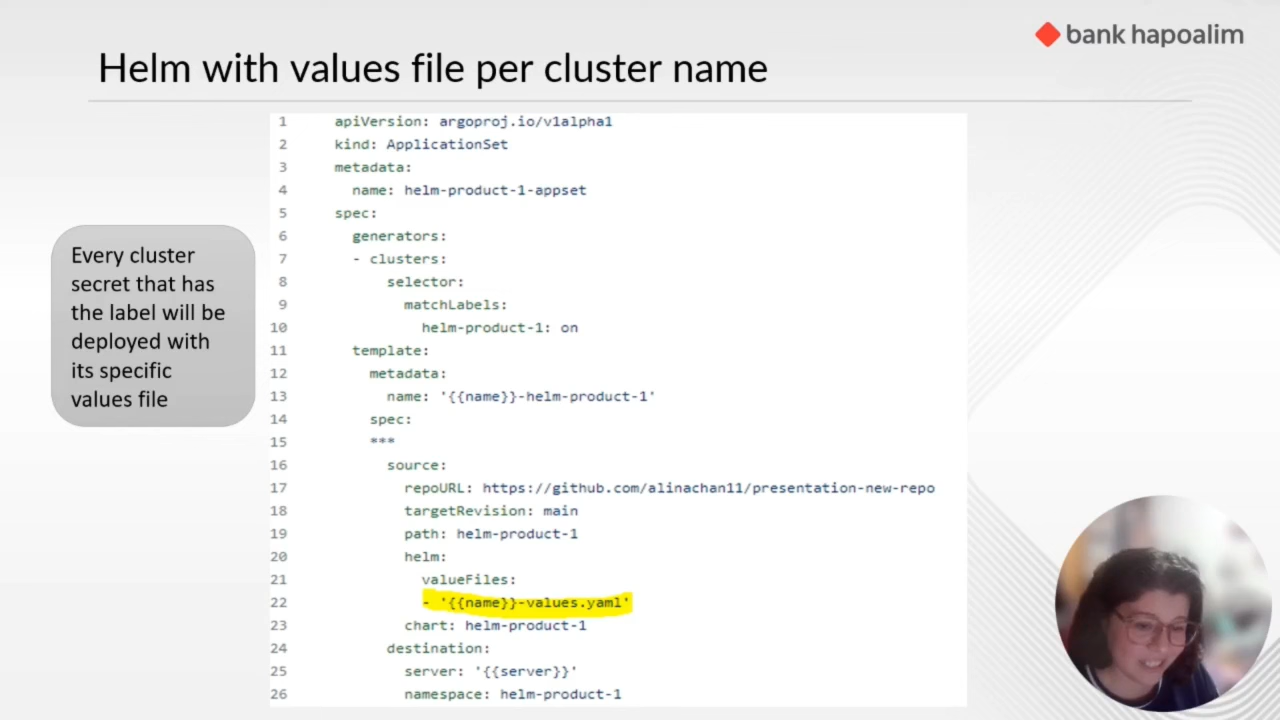 bank hapoalim
Helm with values file per cluster name
Every cluster
secret that has
the label will be
deployed with
its specific
values file
1 apiVersion: argoproj.io/v1alpha1
2 kind: ApplicationSet
3 metadata:
4 name: helm-product-1-appset
5 spec:
6 generators:
7 - clusters:
8 selector:
9 matchLabels:
10 helm-product-1: on
11 template:
12 metadata:
13 name: '{{name}}-helm-product-1'
14 spec:
15 ***
16 source:
17 repoURL: https://github.com/alinachan11/presentation-new-repo
18 targetRevision: main
19 path: helm-product-1
20 helm:
21 valueFiles:
22 - '{{name}}-values.yaml'
23 chart: helm-product-1
24 destination:
25 server: '{{server}}'
26 namespace: helm-product-1